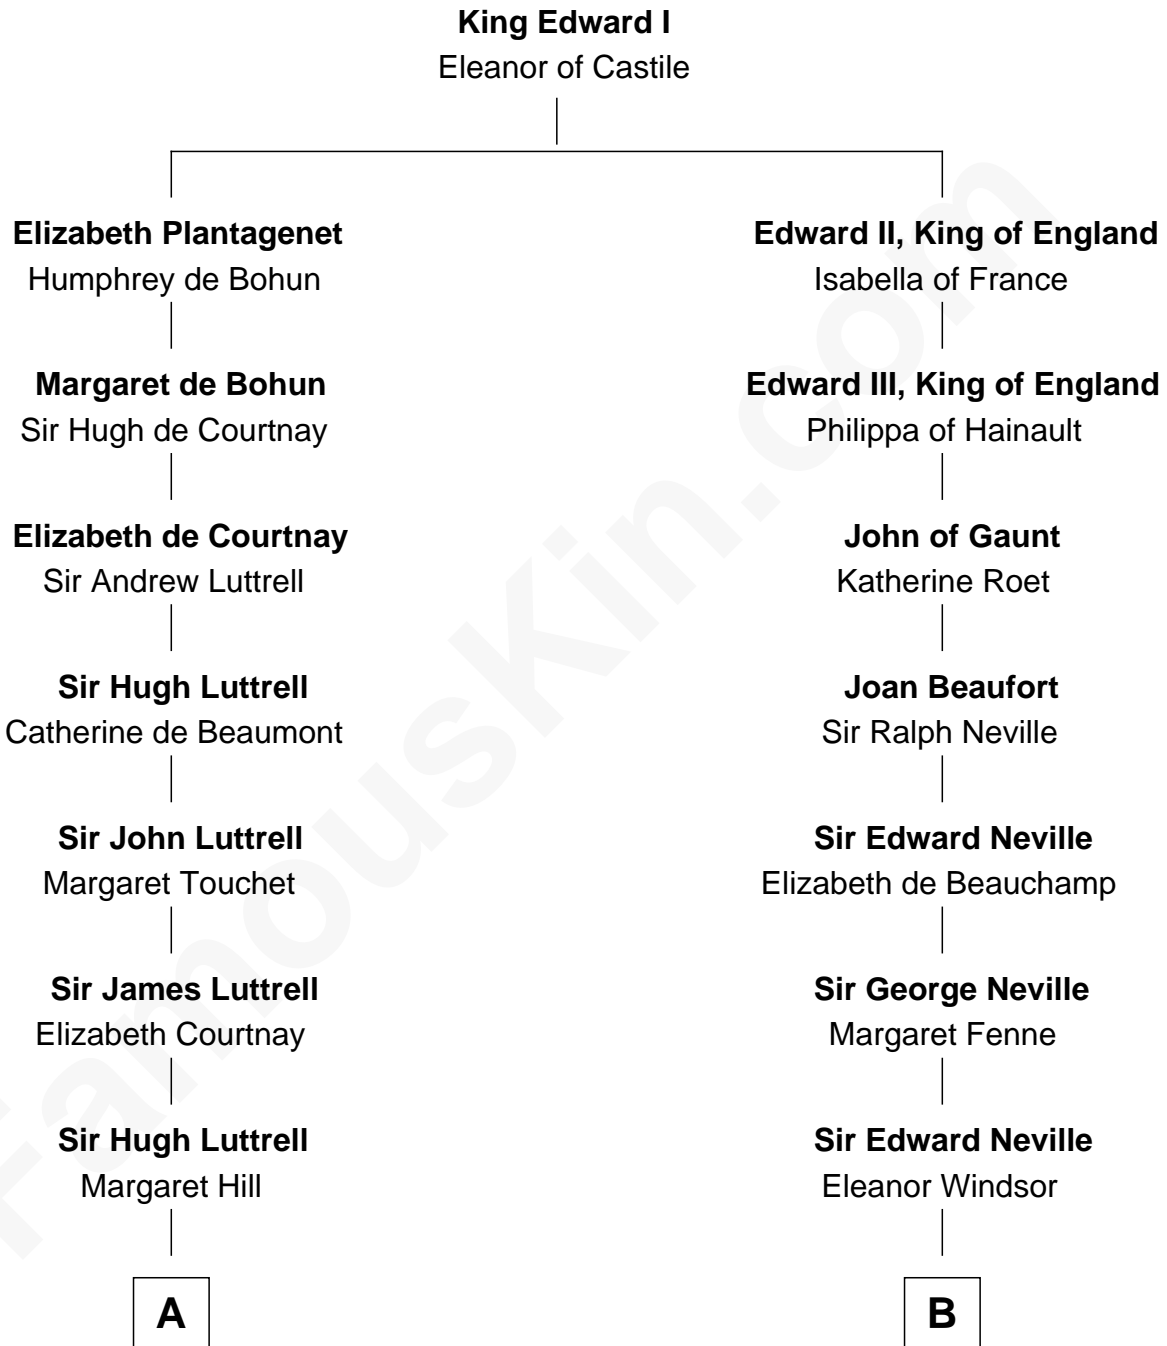 King Edward I
Eleanor of Castile
Elizabeth Plantagenet
Humphrey de Bohun
Margaret de Bohun
Sir Hugh de Courtnay
Elizabeth de Courtnay
Sir Andrew Luttrell
Sir Hugh Luttrell
Catherine de Beaumont
Sir John Luttrell
Margaret Touchet
Sir James Luttrell
Elizabeth Courtnay
Sir Hugh Luttrell
Margaret Hill
A
Edward II, King of England
Isabella of France
Edward III, King of England
Philippa of Hainault
John of Gaunt
Katherine Roet
Joan Beaufort
Sir Ralph Neville
Sir Edward Neville
Elizabeth de Beauchamp
Sir George Neville
Margaret Fenne
Sir Edward Neville
Eleanor Windsor
B
FamousKin.com